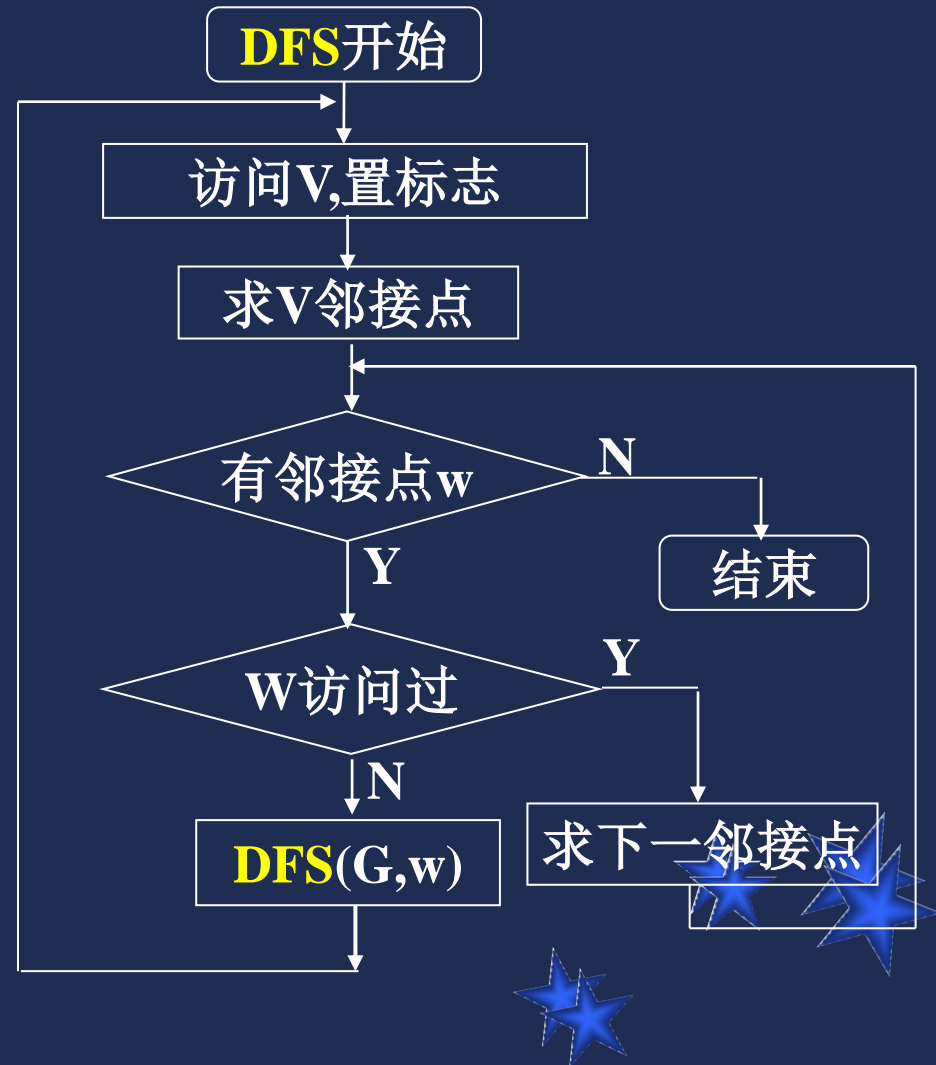 DFS开始
访问V,置标志
求V邻接点
有邻接点w
N
结束
Y
W访问过
Y
N
求下一邻接点
DFS(G,w)